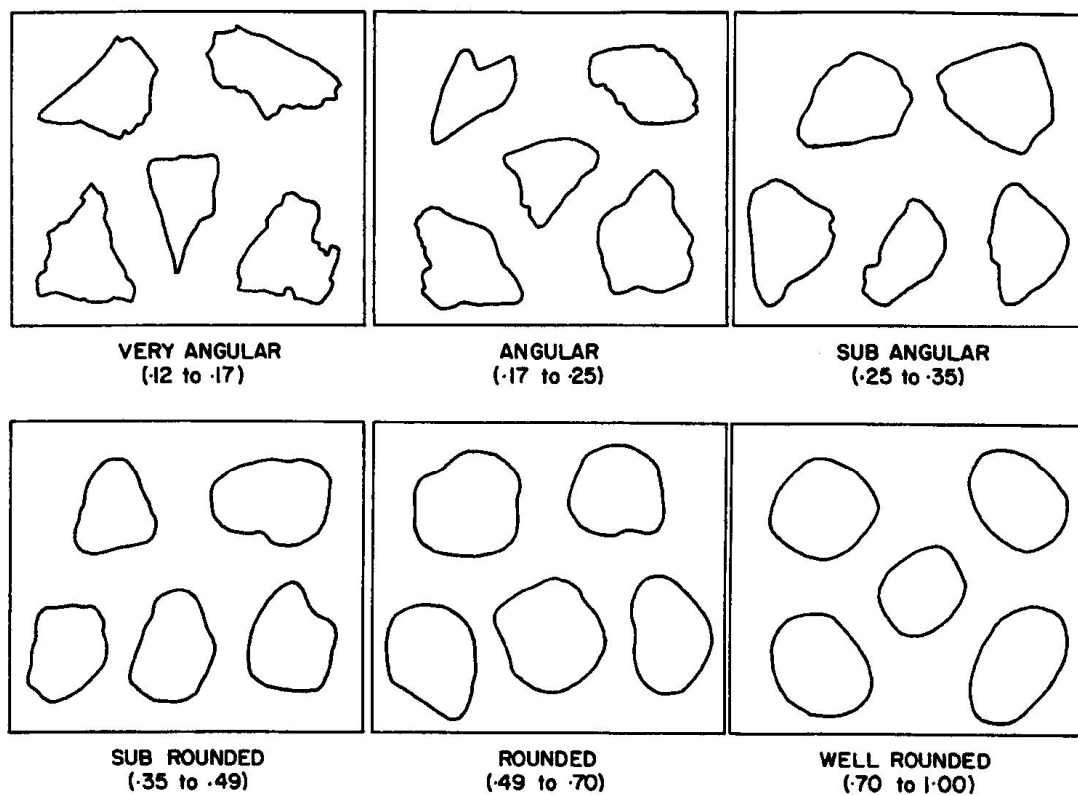 VERY ANGULAR
(·12 to ·17)
ANGULAR
(·17 to ·25)
SUB ANGULAR
(·25 to ·35)
SUB ROUNDED
(·35 to ·49)
ROUNDED
(·49 to ·70)
WELL ROUNDED
(·70 to 1·00)